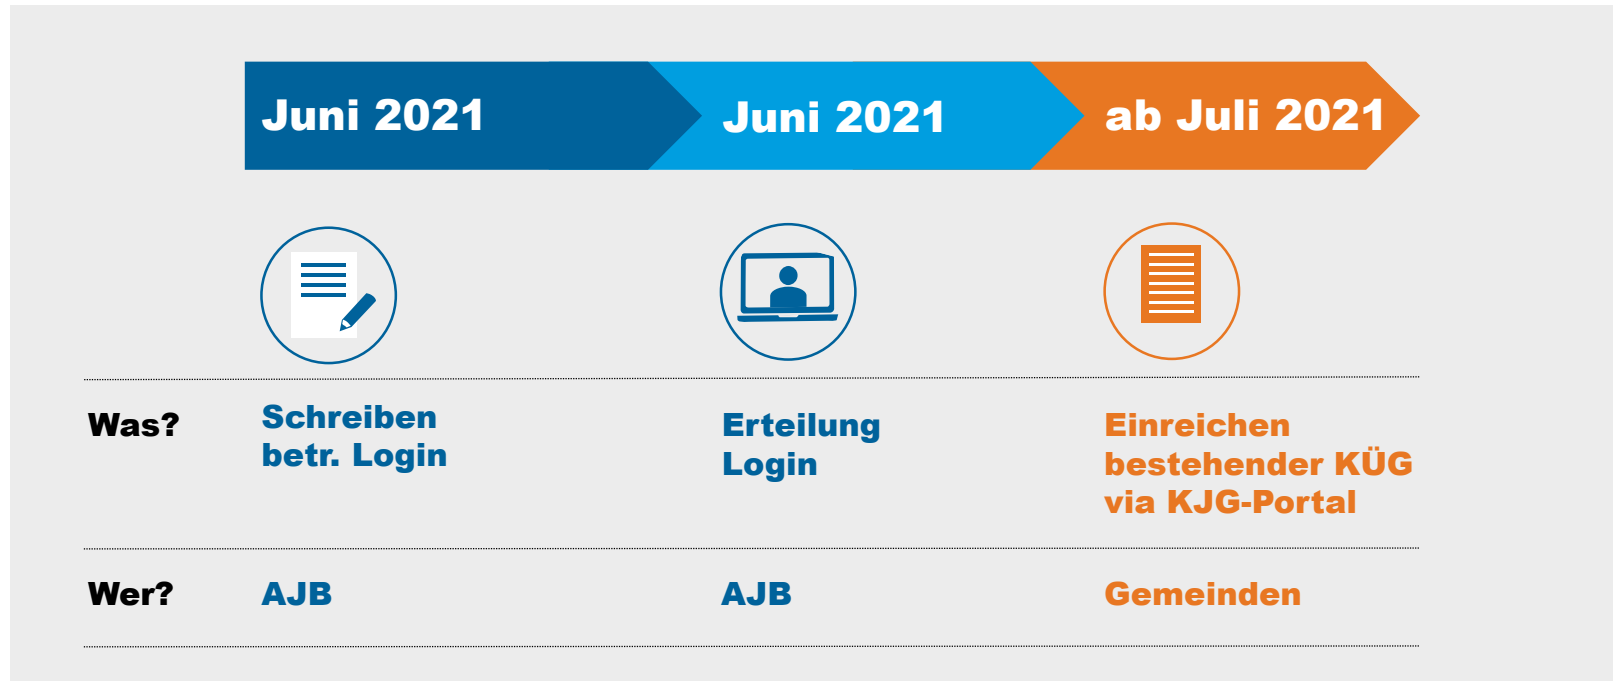 Juni 2021
Juni 2021
ab Juli 2021
Was?
Schreiben
betr. Login
Erteilung
Login
Einreichen
bestehender KÜG
via KJG-Portal
Wer?
AJB
AJB
Gemeinden